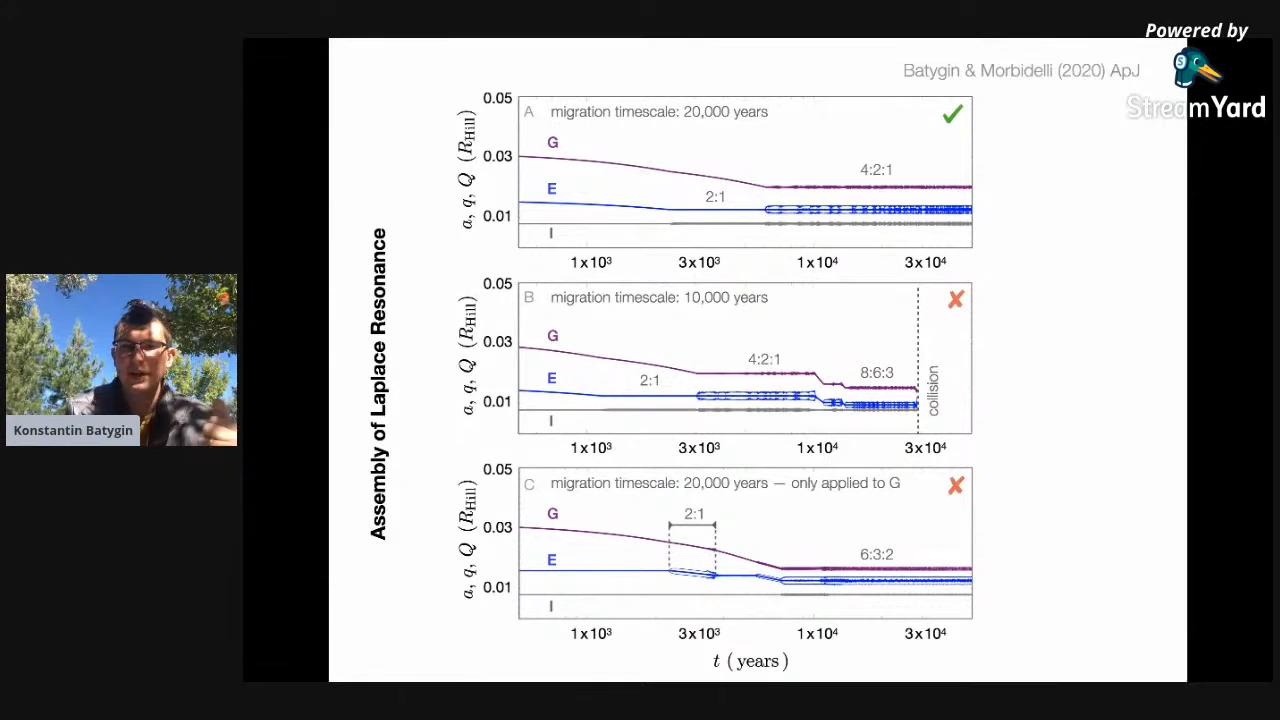 Powered by
StreamYard
Batygin & Morbidelli (2020) ApJ
Assembly of Laplace Resonance
A migration timescale: 20,000 years ✓
a, q, Q (R_Hill)
0.05
0.03
0.01
G
E
I
2:1
4:2:1
1x10³ 3x10³ 1x10⁴ 3x10⁴
B migration timescale: 10,000 years ✘
a, q, Q (R_Hill)
0.05
0.03
0.01
G
E
I
2:1
4:2:1
8:6:3
collision
1x10³ 3x10³ 1x10⁴ 3x10⁴
C migration timescale: 20,000 years — only applied to G ✘
a, q, Q (R_Hill)
0.05
0.03
0.01
G
E
I
2:1
6:3:2
1x10³ 3x10³ 1x10⁴ 3x10⁴
t (years)
Konstantin Batygin